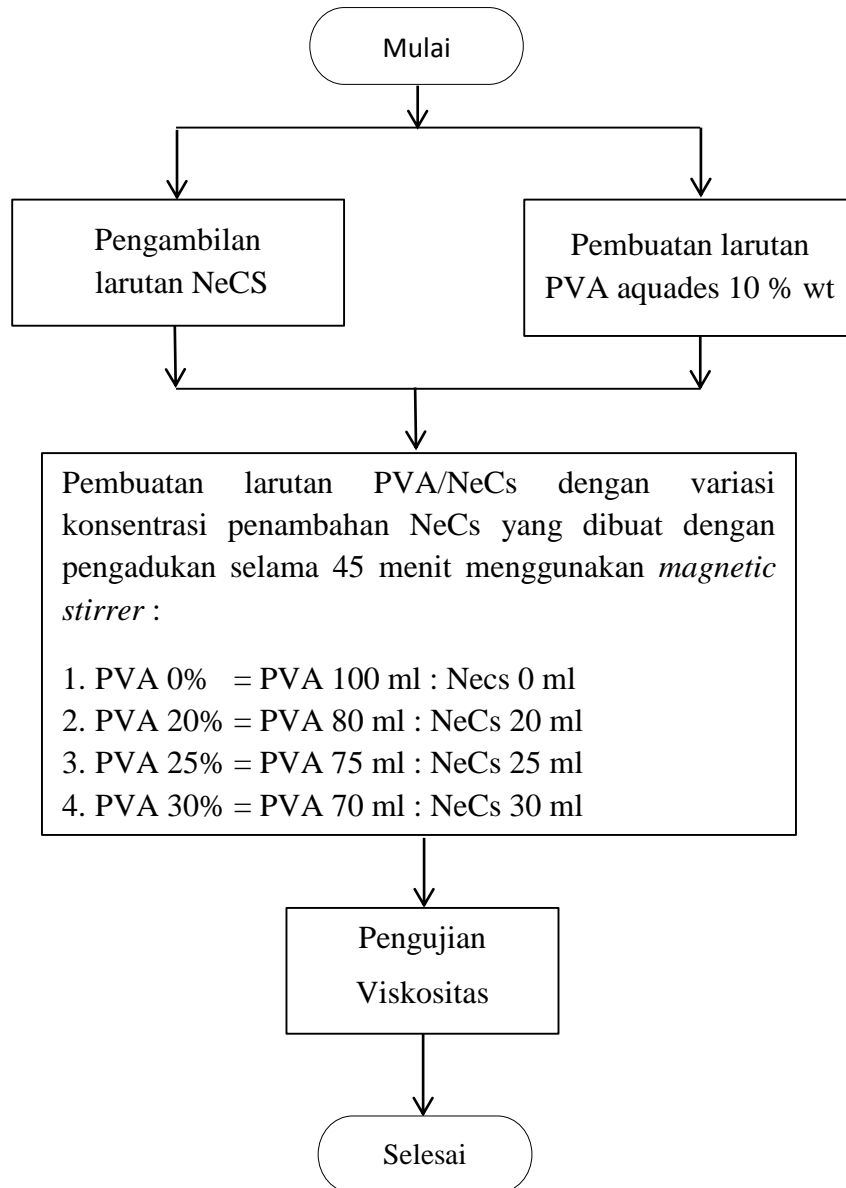 Mulai
Pengambilan
larutan NeCS
Pembuatan larutan
PVA aquades 10 % wt
Pembuatan larutan PVA/NeCs dengan variasi
konsentrasi penambahan NeCs yang dibuat dengan
pengadukan selama 45 menit menggunakan magnetic
stirrer :
1. PVA 0% = PVA 100 ml : Necs 0 ml
2. PVA 20% = PVA 80 ml : NeCs 20 ml
3. PVA 25% = PVA 75 ml : NeCs 25 ml
4. PVA 30% = PVA 70 ml : NeCs 30 ml
Pengujian
Viskositas
Selesai